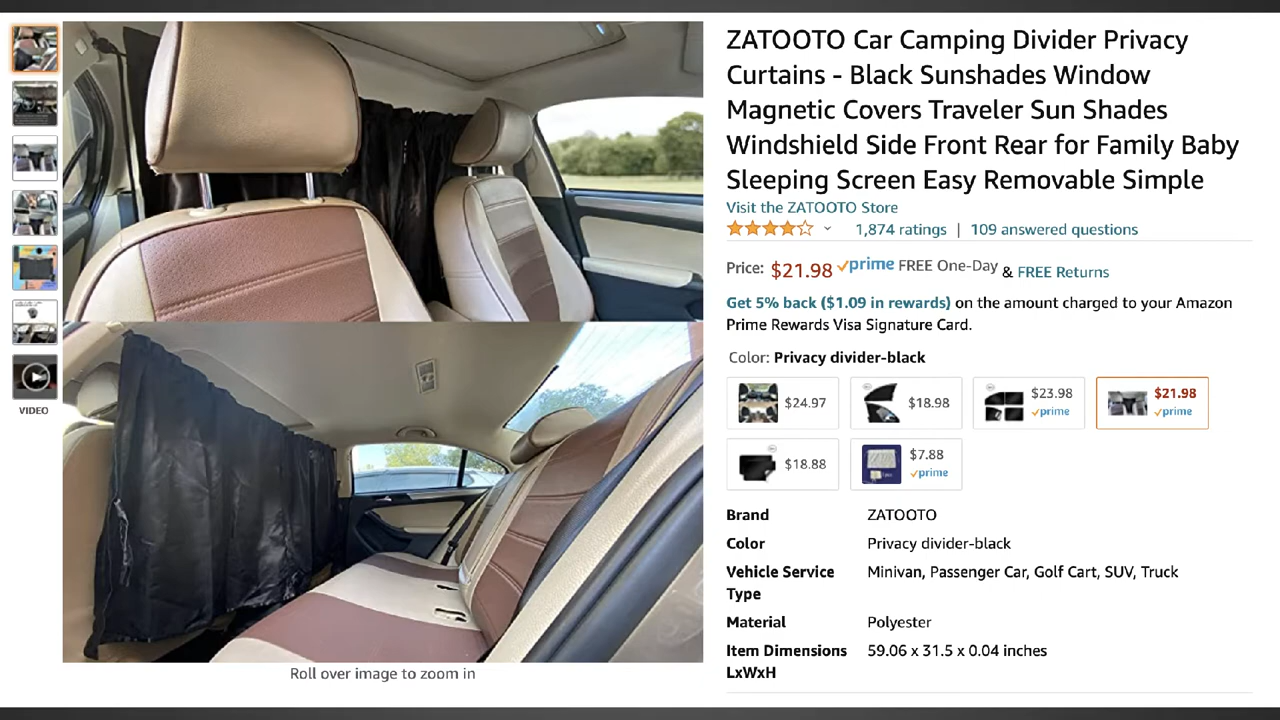 ZATOOTO Car Camping Divider Privacy
Curtains - Black Sunshades Window
Magnetic Covers Traveler Sun Shades
Windshield Side Front Rear for Family Baby
Sleeping Screen Easy Removable Simple
Visit the ZATOOTO Store
1,874 ratings | 109 answered questions
Price: $21.98 prime FREE One-Day & FREE Returns
Get 5% back ($1.09 in rewards) on the amount charged to your Amazon
Prime Rewards Visa Signature Card.
Color: Privacy divider-black
$24.97 $18.98 $23.98 prime $21.98 prime
$18.88 $7.88 prime
Brand ZATOOTO
Color Privacy divider-black
Vehicle Service Minivan, Passenger Car, Golf Cart, SUV, Truck
Type
Material Polyester
Item Dimensions 59.06 x 31.5 x 0.04 inches
LxWxH
VIDEO
Roll over image to zoom in